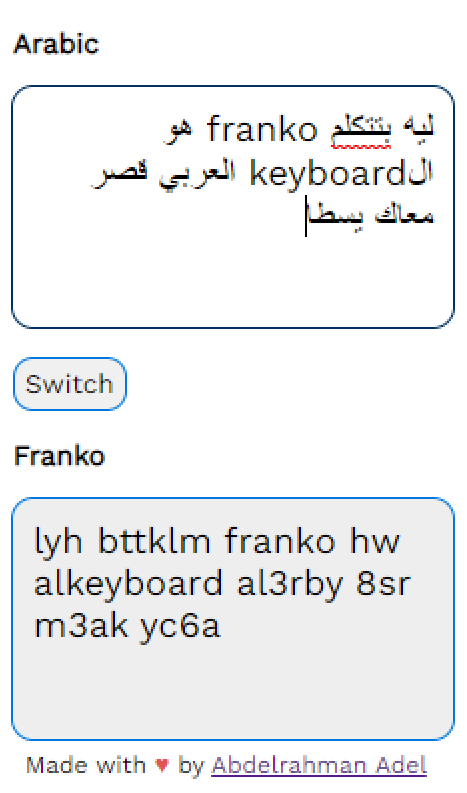 Arabic
ليه بتتكلم franko هو
الkeyboard العربي قصر
معاك يسطا
Switch
Franko
lyh bttklm franko hw
alkeyboard al3rby 8sr
m3ak yc6a
Made with ♥ by Abdelrahman Adel